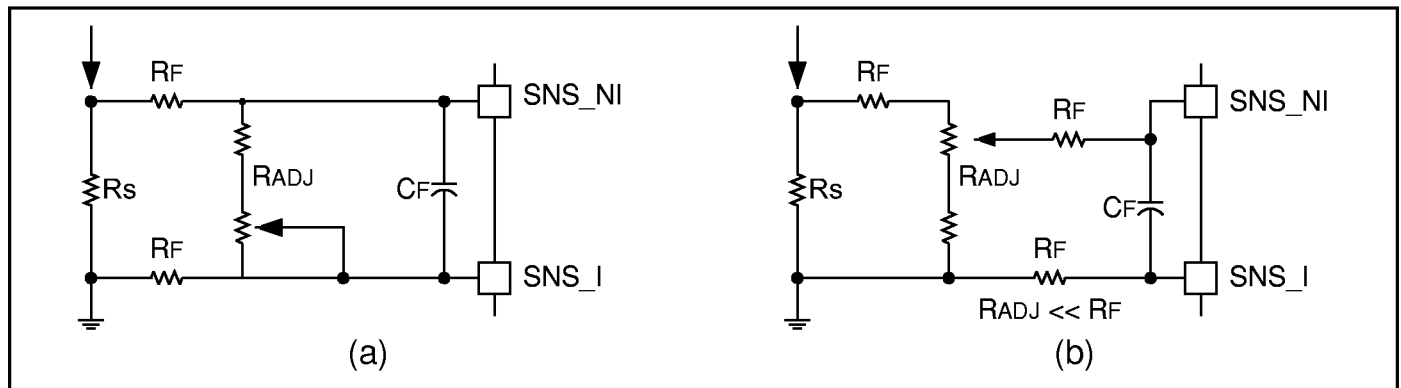 RF
SNS_NI
RADJ
Rs
CF
RF
SNS_I
(a)
RF
SNS_NI
RF
RADJ
Rs
CF
RF
SNS_I
RADJ << RF
(b)